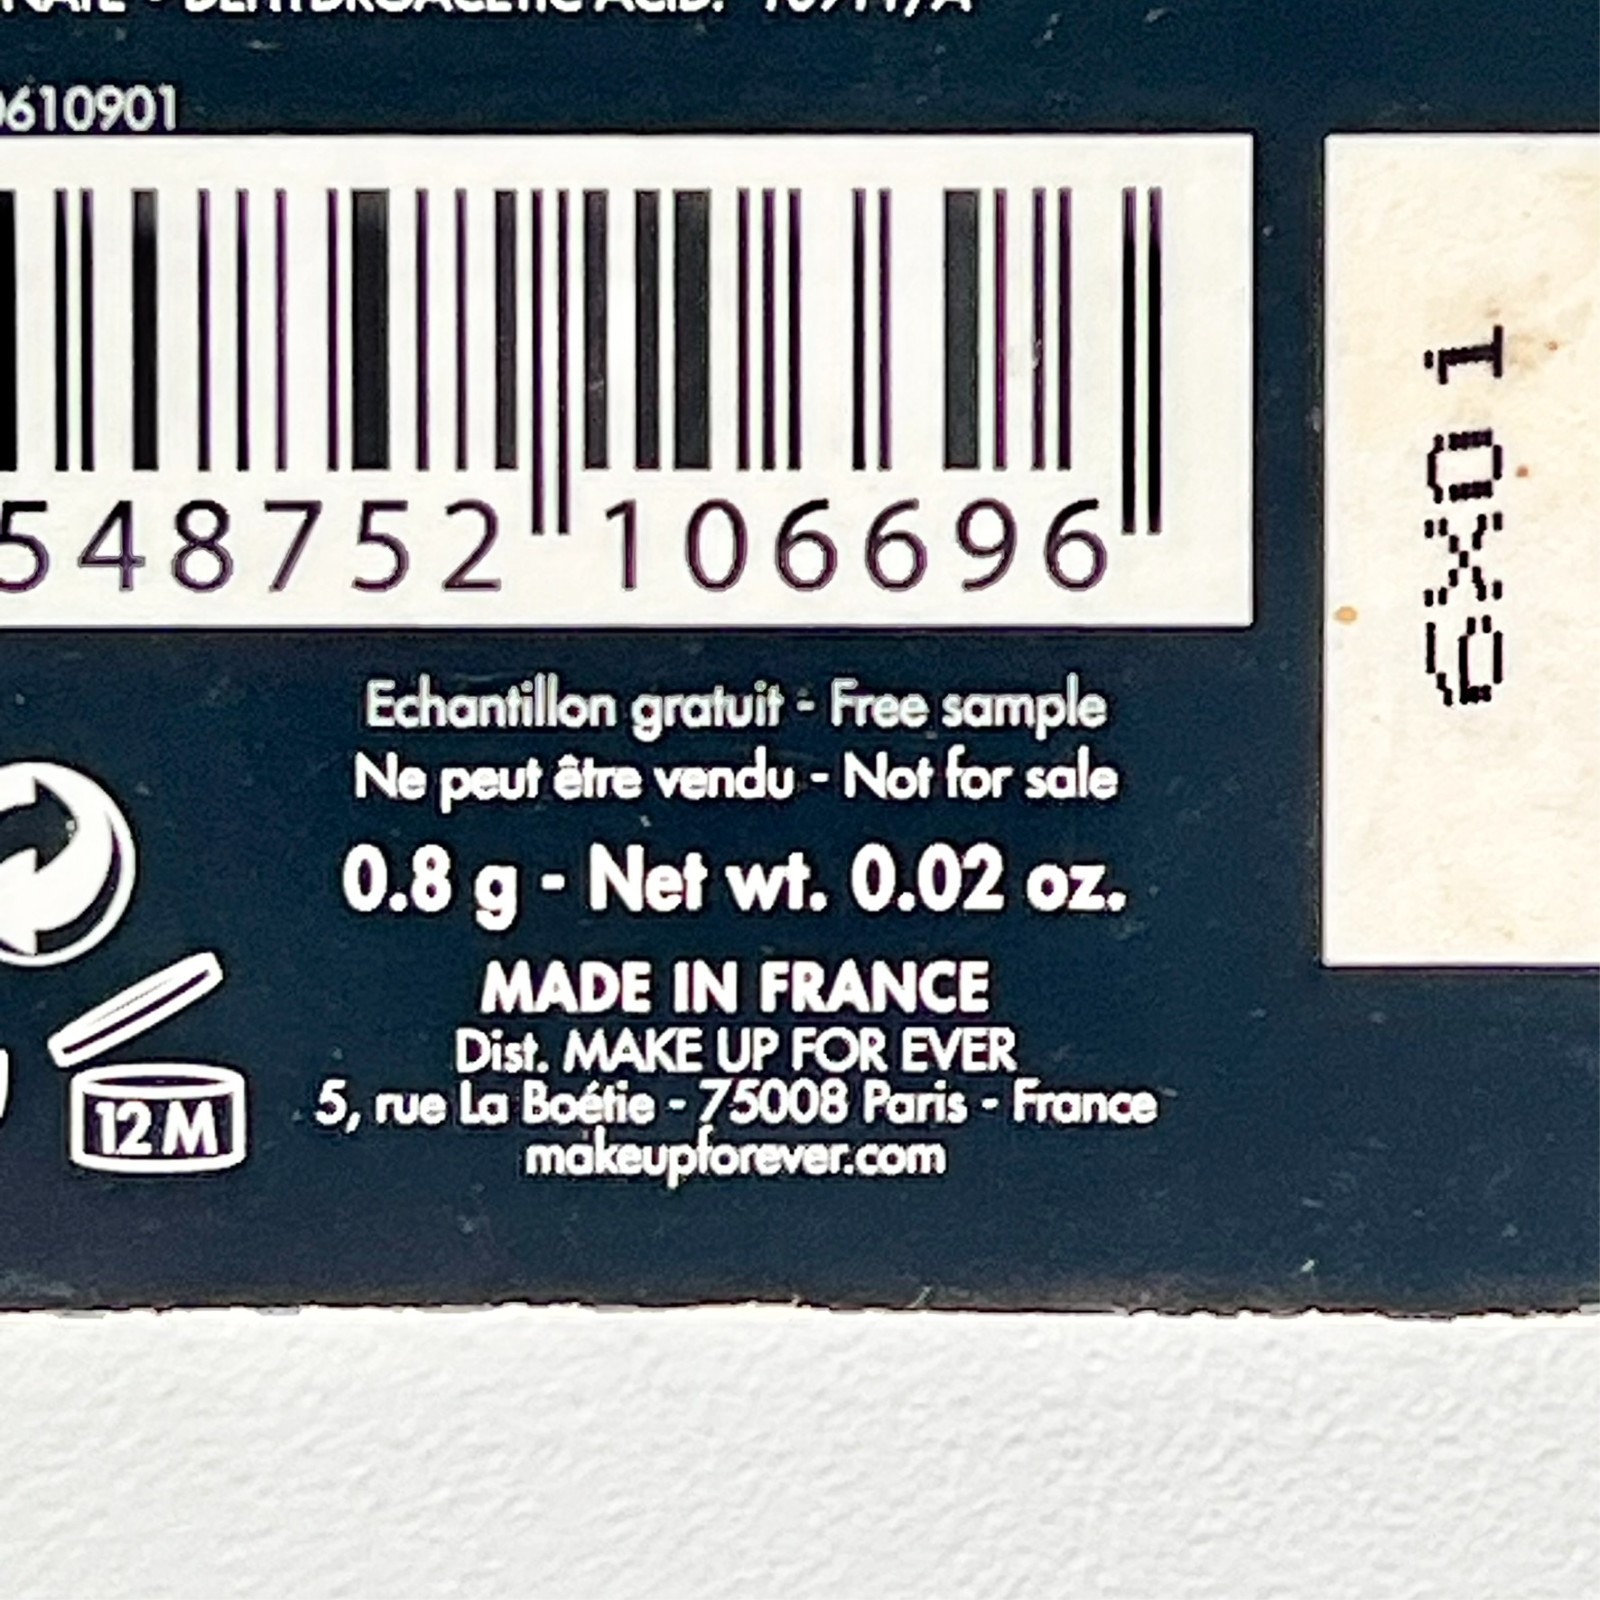 DEHYDROACETIC ACID.
0610901
548752 106696
Echantillon gratuit - Free sample
Ne peut être vendu - Not for sale
0.8 g - Net wt. 0.02 oz.
MADE IN FRANCE
Dist. MAKE UP FOR EVER
5, rue La Boétie - 75008 Paris - France
makeupforever.com
12 M
6X01